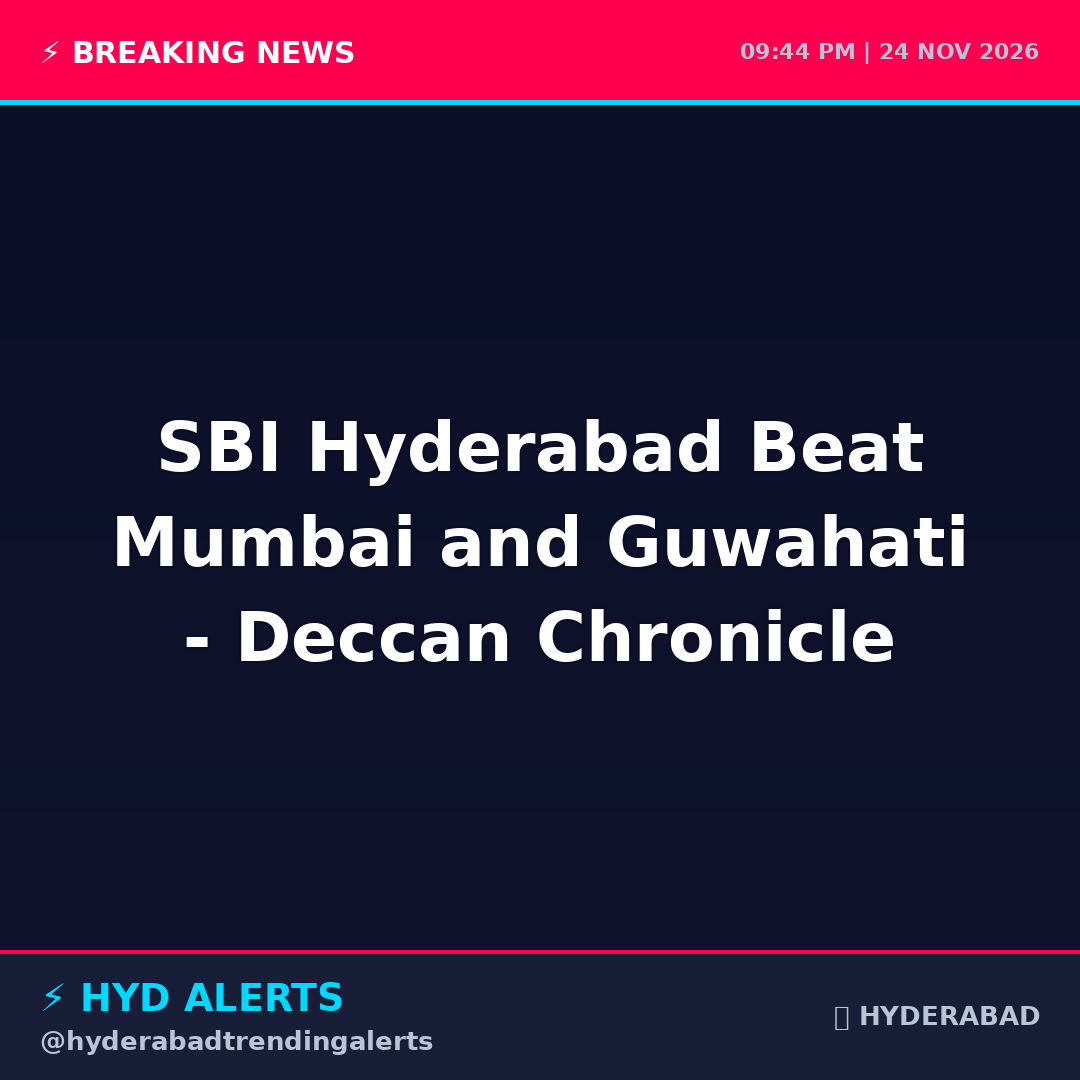 ⚡ BREAKING NEWS
09:44 PM | 24 NOV 2026
SBI Hyderabad Beat
Mumbai and Guwahati
- Deccan Chronicle
⚡ HYD ALERTS
@hyderabadtrendingalerts
HYDERABAD